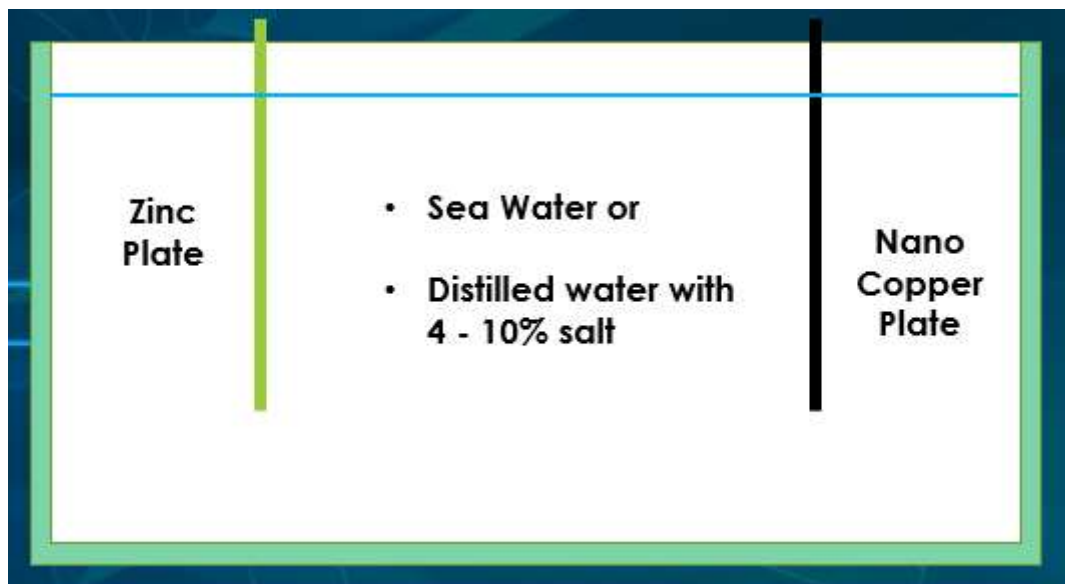 Zinc
Plate
• Sea Water or
• Distilled water with
4 - 10% salt
Nano
Copper
Plate